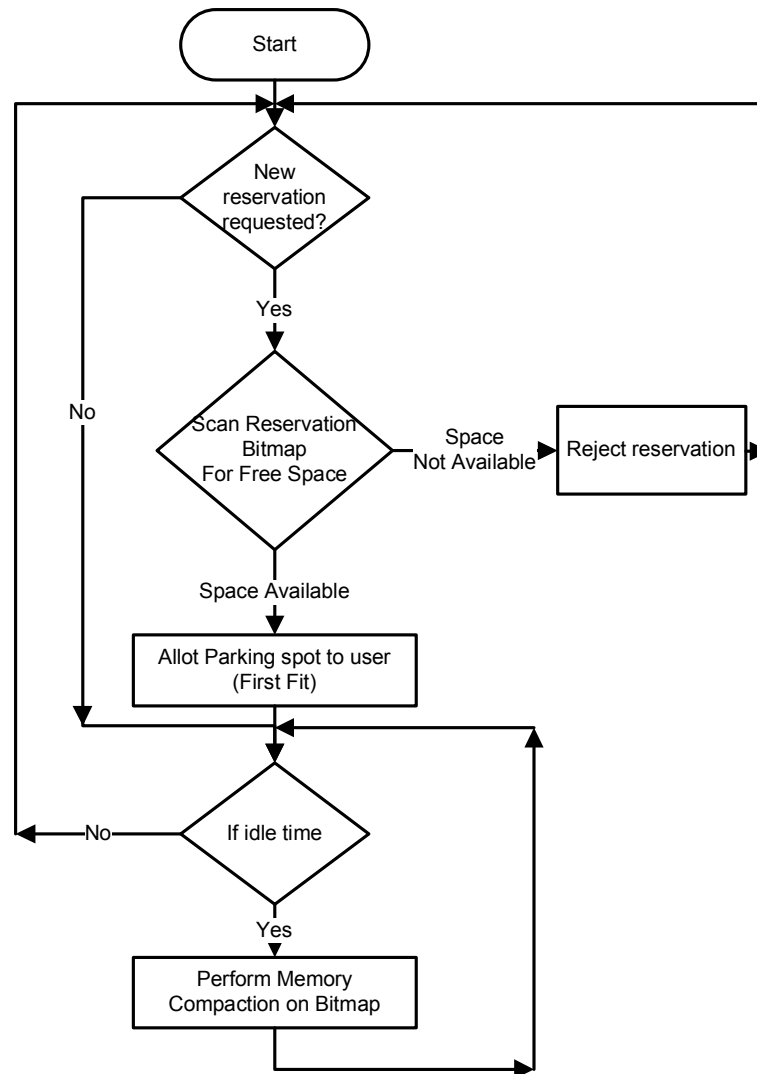 Start
New
reservation
requested?
Yes
No
Scan Reservation
Bitmap
For Free Space
Space
Not Available
Reject reservation
Space Available
Allot Parking spot to user
(First Fit)
If idle time
No
Yes
Perform Memory
Compaction on Bitmap